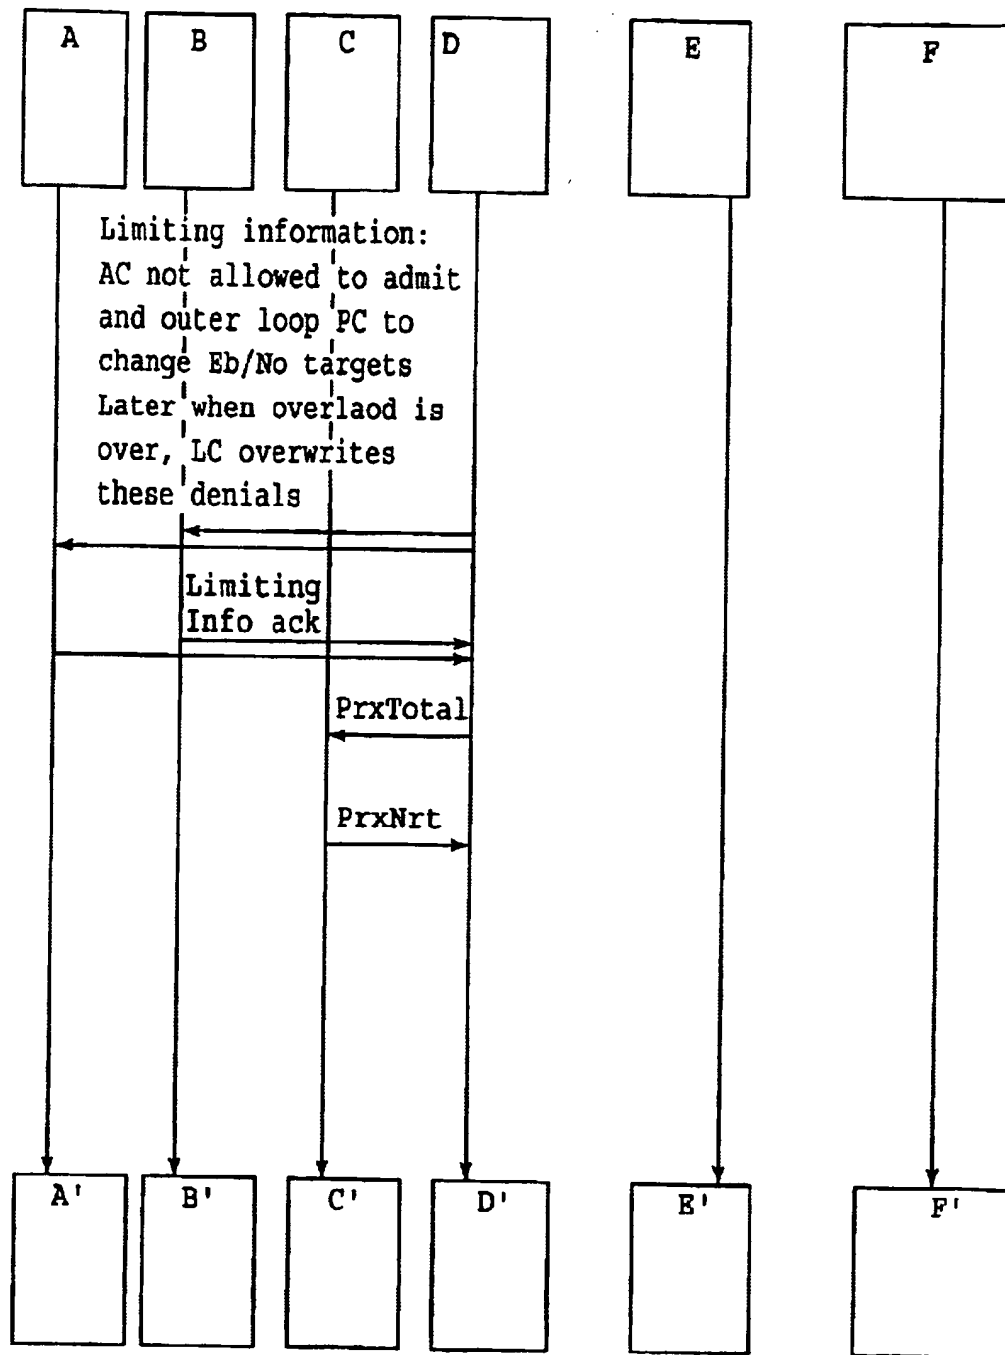 A B C D E F
Limiting information:
AC not allowed to admit
and outer loop PC to
change Eb/No targets
Later when overlaod is
over, LC overwrites
these denials
Limiting
Info ack
PrxTotal
PrxNrt
A' B' C' D' E' F'